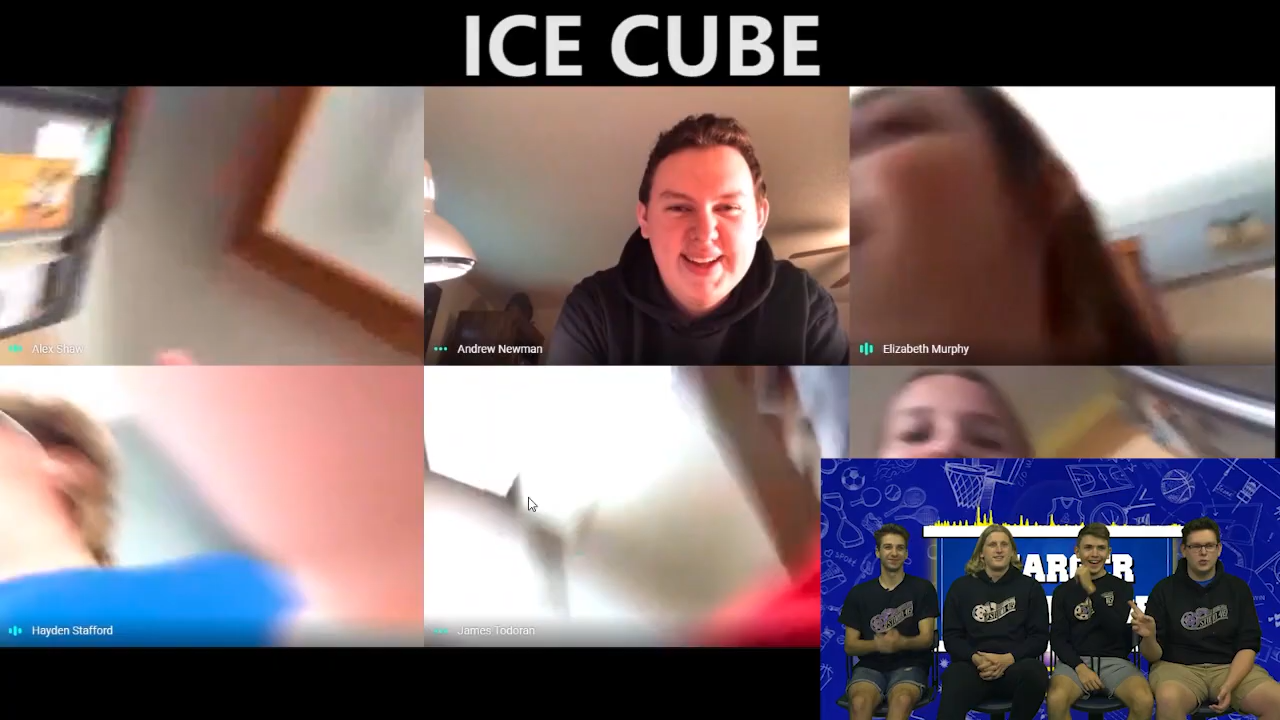 ICE CUBE
Alex Shaw
Andrew Newman
Elizabeth Murphy
Hayden Stafford
James Todoran